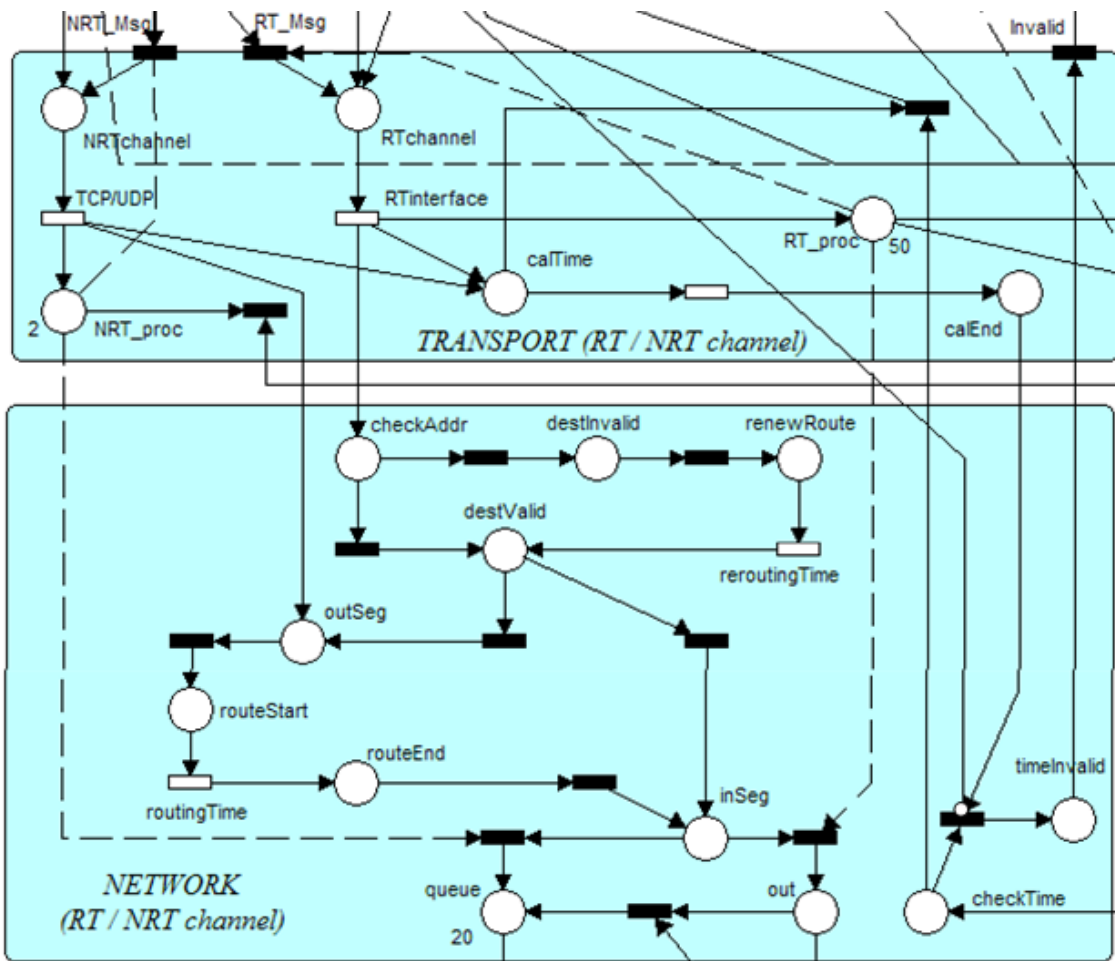 NRT_Msg
RT_Msg
Invalid
NRTchannel
RTchannel
TCP/UDP
RTinterface
RT_proc
50
calTime
2
NRT_proc
calEnd
TRANSPORT (RT / NRT channel)
checkAddr
destInvalid
renewRoute
destValid
reroutingTime
outSeg
routeStart
routeEnd
timeInvalid
routingTime
inSeg
NETWORK
(RT / NRT channel)
queue
out
checkTime
20